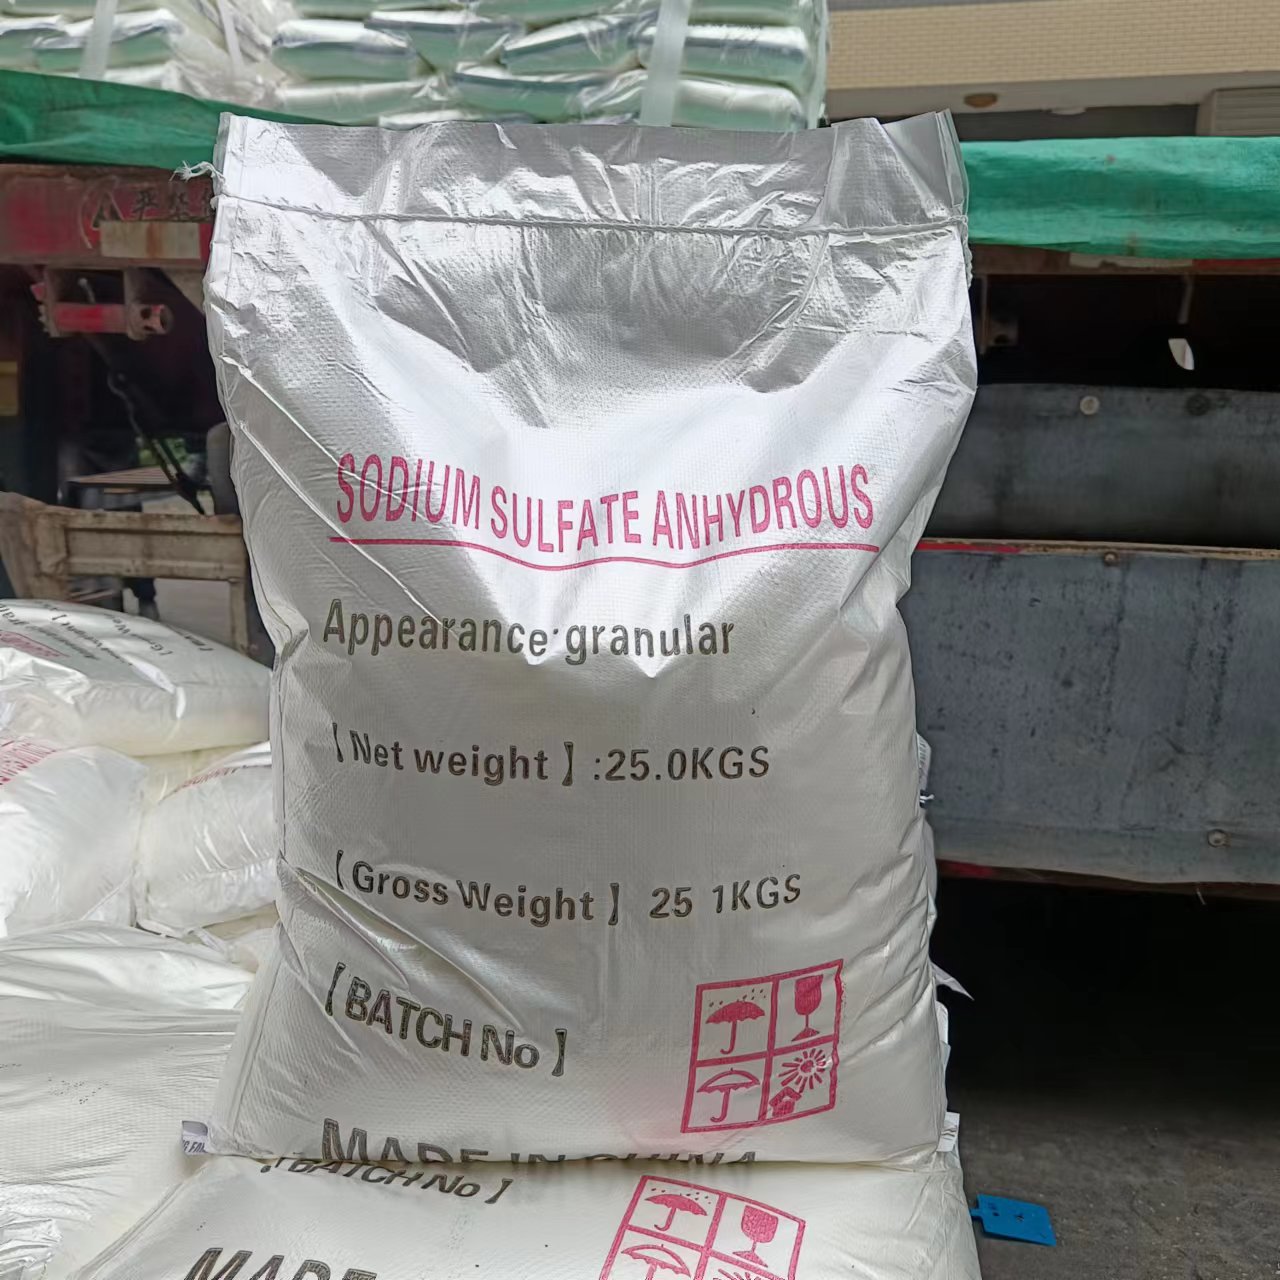 SODIUM SULFATE ANHYDROUS
Appearance:granular
【Net weight】:25.0KGS
【Gross Weight】 25 1KGS
【BATCH No】
MADE IN CHINA
【BATCH No】
MADE